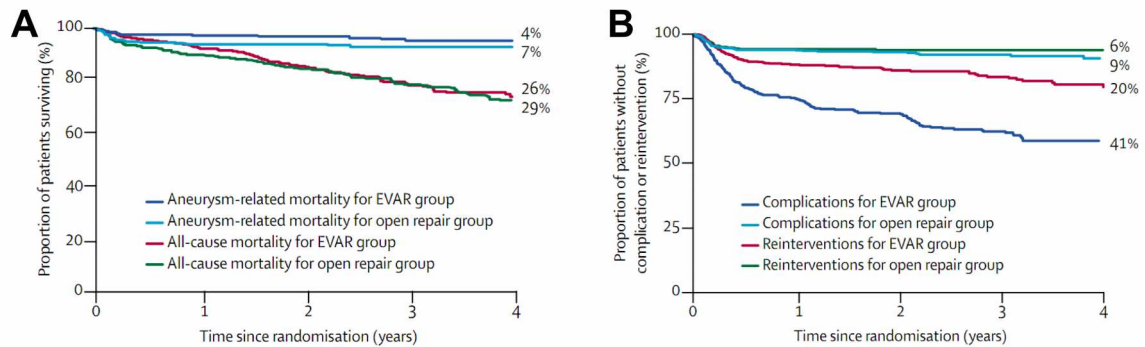 A
Proportion of patients surviving (%)
100
80
60
40
20
0
4%
7%
26%
29%
Aneurysm-related mortality for EVAR group
Aneurysm-related mortality for open repair group
All-cause mortality for EVAR group
All-cause mortality for open repair group
0 1 2 3 4
Time since randomisation (years)
B
Proportion of patients without
complication or reintervention (%)
100
75
50
25
0
6%
9%
20%
41%
Complications for EVAR group
Complications for open repair group
Reinterventions for EVAR group
Reinterventions for open repair group
0 1 2 3 4
Time since randomisation (years)